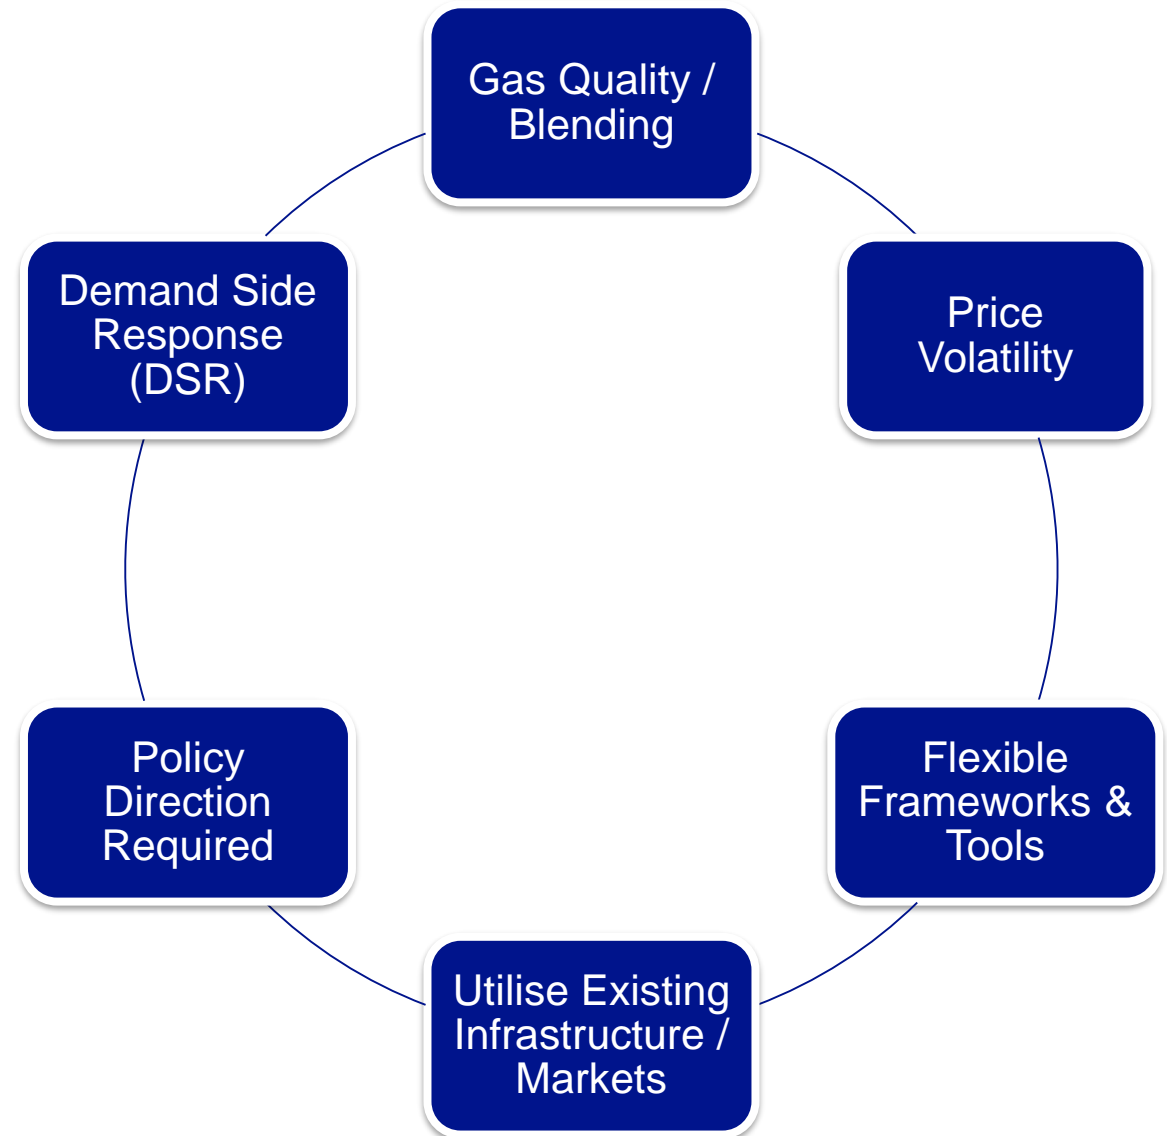 Gas Quality /
Blending
Price
Volatility
Flexible
Frameworks &
Tools
Utilise Existing
Infrastructure /
Markets
Policy
Direction
Required
Demand Side
Response
(DSR)